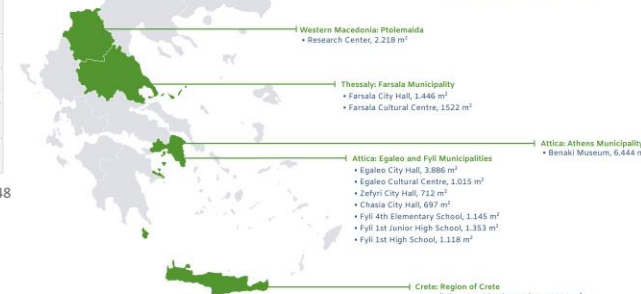 Western Macedonia: Ptolemaida
• Research Center, 2.218 m²
Thessaly: Farsala Municipality
• Farsala City Hall, 1.446 m²
• Farsala Cultural Centre, 1522 m²
Attica: Athens Municipality
• Benaki Museum, 6.444 m
Attica: Egaleo and Fyli Municipalities
• Egaleo City Hall, 3.886 m²
• Egaleo Cultural Centre, 1.015 m²
• Zefyri City Hall, 712 m²
• Chasia City Hall, 697 m²
• Fyli 4th Elementary School, 1.145 m²
• Fyli 1st Junior High School, 1.353 m²
• Fyli 1st High School, 1.118 m²
48
Crete: Region of Crete